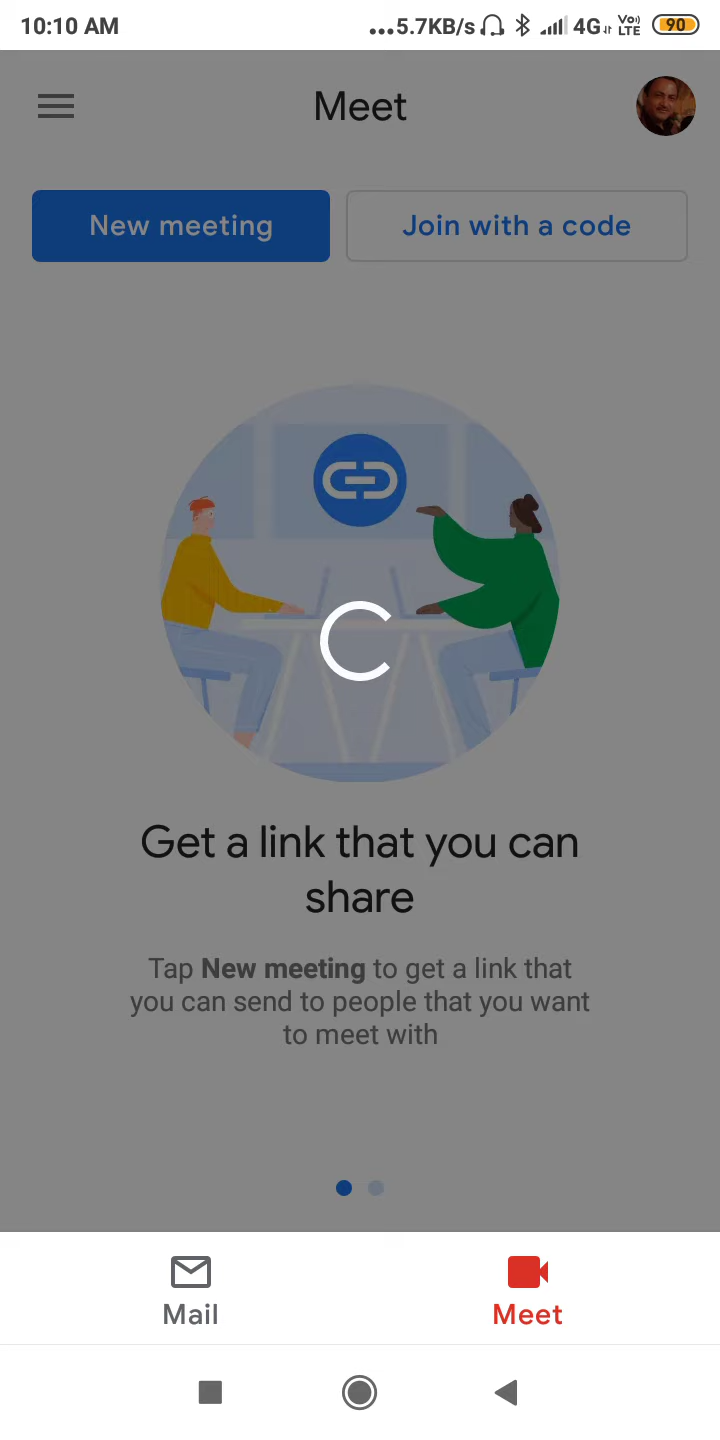 10:10 AM
...5.7KB/s 4G Vo)) LTE 90
Meet
New meeting
Join with a code
Get a link that you can
share
Tap New meeting to get a link that
you can send to people that you want
to meet with
Mail
Meet